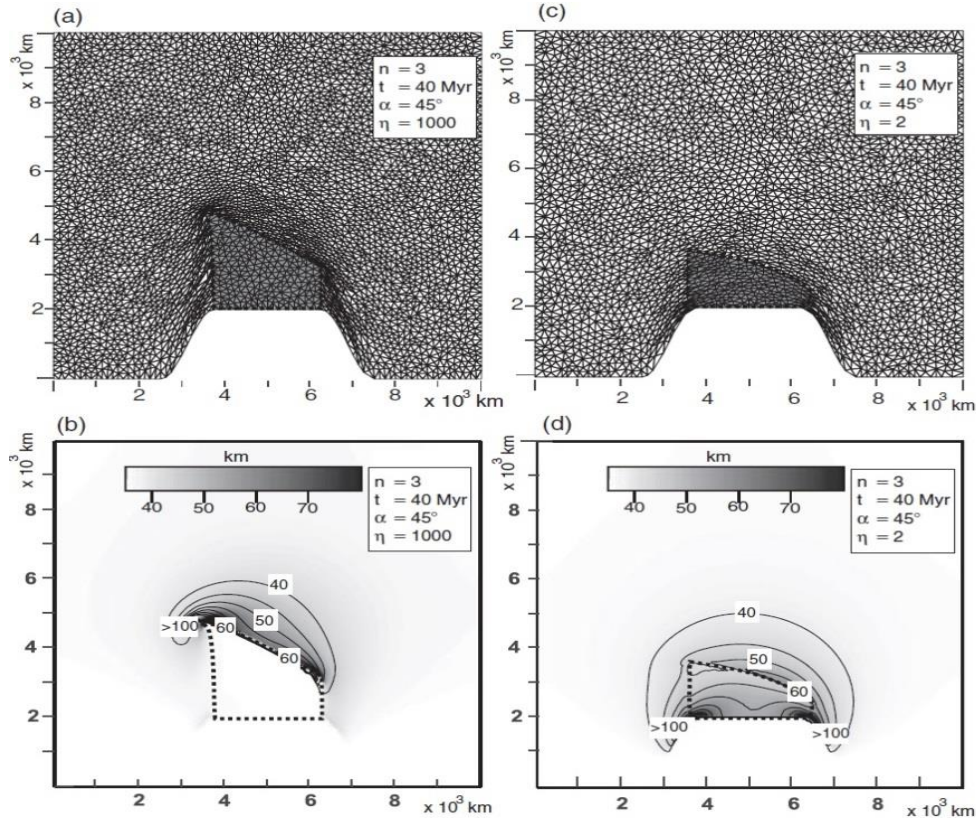 (a)
x 10³ km
8
6
4
2
n = 3
t = 40 Myr
α = 45°
η = 1000
2
4
6
8
x 10³ km
(c)
x 10³ km
8
6
4
2
n = 3
t = 40 Myr
α = 45°
η = 2
2
4
6
8
x 10³ km
(b)
x 10³ km
8
6
4
2
km
40 50 60 70
n = 3
t = 40 Myr
α = 45°
η = 1000
40
50
>100 60
60
2 4 6 8
x 10³ km
(d)
x 10³ km
8
6
4
2
km
40 50 60 70
n = 3
t = 40 Myr
α = 45°
η = 2
40
50
60
>100 >100
2 4 6 8
x 10³ km